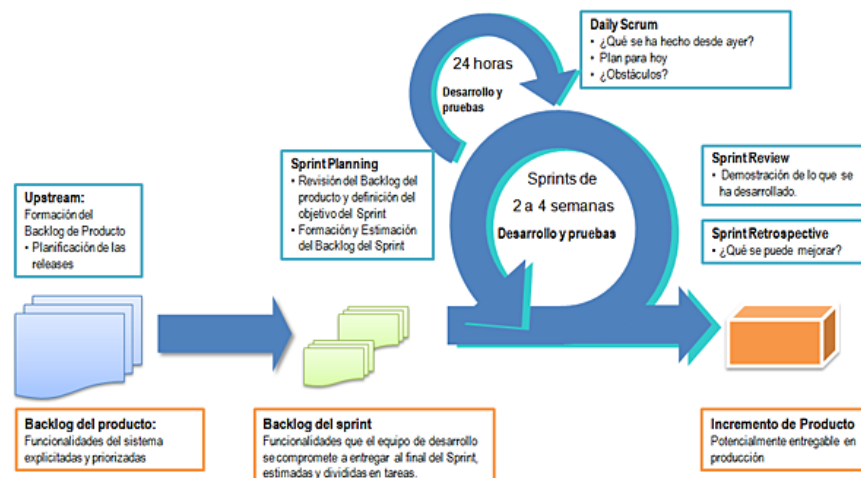 Daily Scrum
• ¿Qué se ha hecho desde ayer?
• Plan para hoy
• ¿Obstáculos?
24 horas
Desarrollo y
pruebas
Sprint Planning
• Revisión del Backlog del
producto y definición del
objetivo del Sprint
• Formación y Estimación
del Backlog del Sprint
Sprints de
2 a 4 semanas
Desarrollo y pruebas
Sprint Review
• Demostración de lo que se
ha desarrollado.
Sprint Retrospective
• ¿Qué se puede mejorar?
Upstream:
Formación del
Backlog de Producto
• Planificación de las
releases
Backlog del producto:
Funcionalidades del sistema
explicitadas y priorizadas
Backlog del sprint
Funcionalidades que el equipo de desarrollo
se compromete a entregar al final del Sprint,
estimadas y divididas en tareas.
Incremento de Producto
Potencialmente entregable en
producción